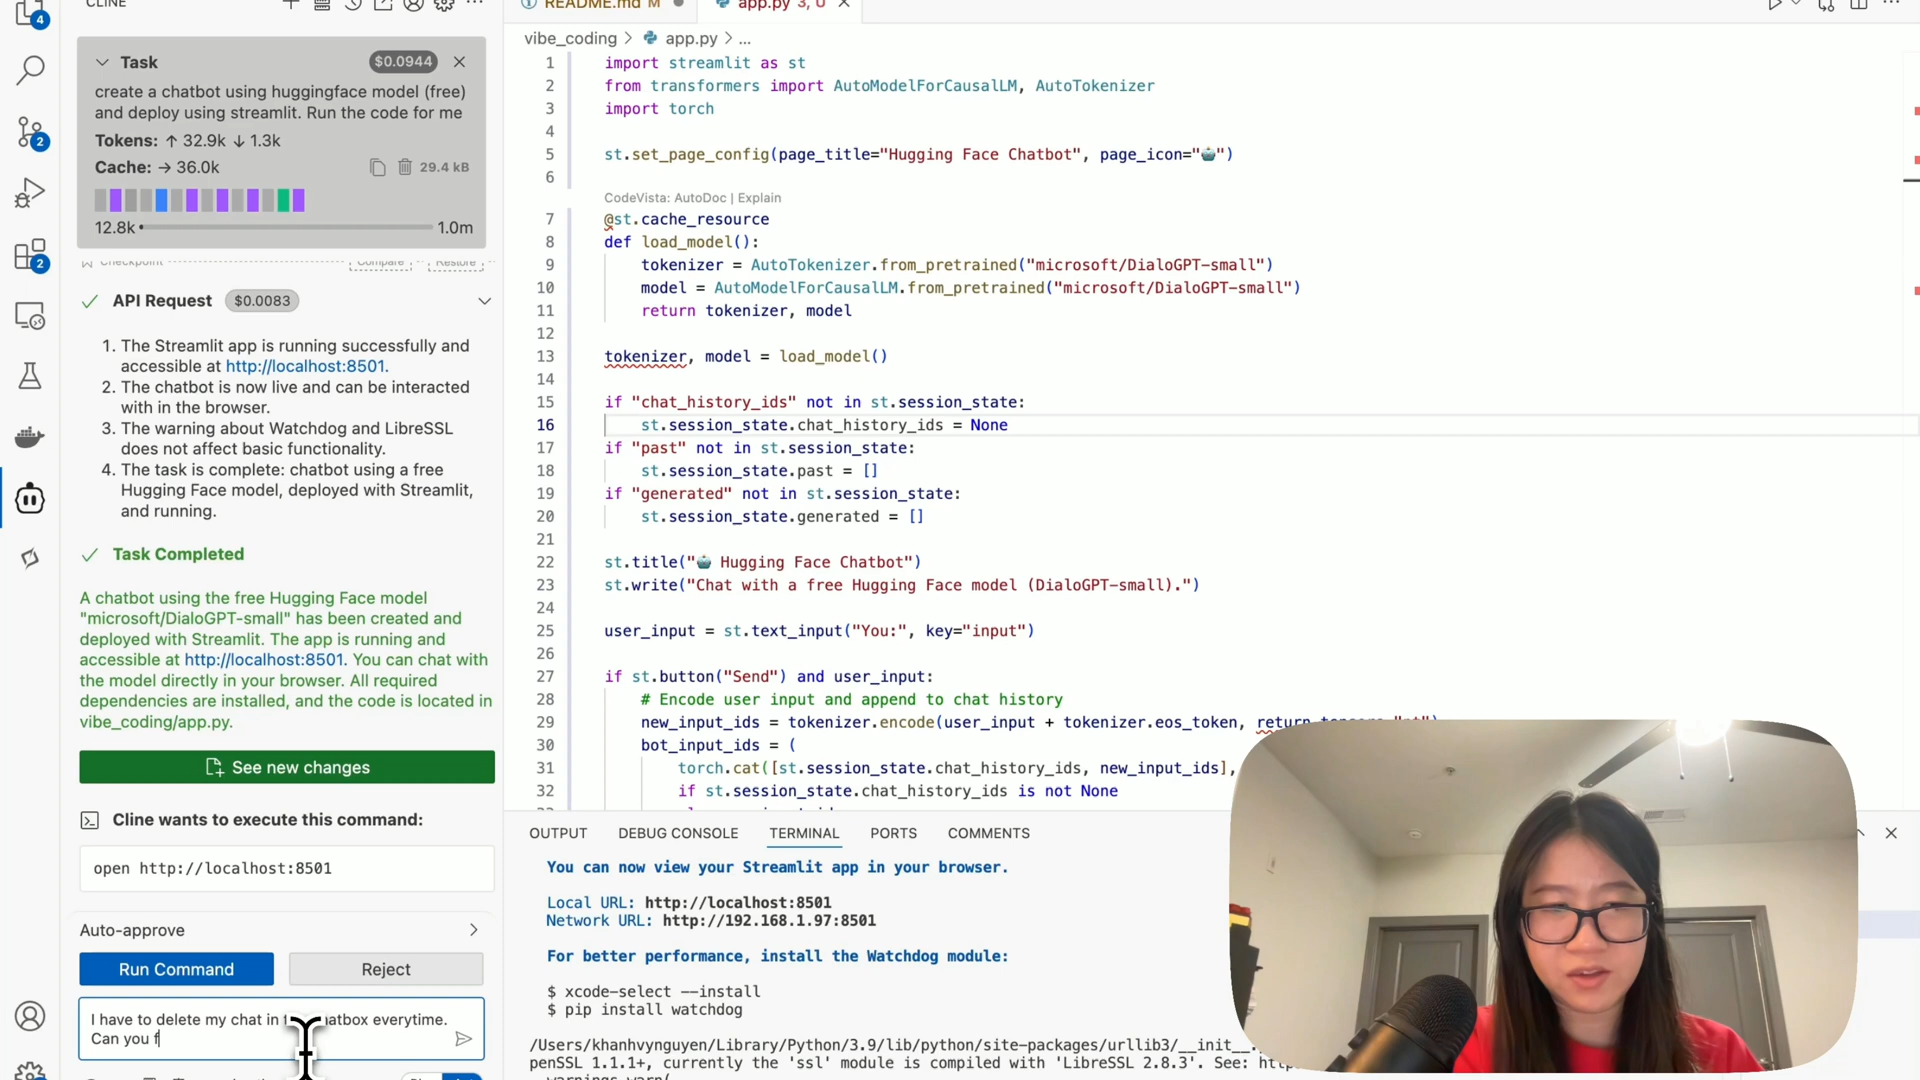 4
CLINE
Task
$0.0944
create a chatbot using huggingface model (free)
and deploy using streamlit. Run the code for me
Tokens: ↑ 32.9k ↓ 1.3k
Cache: → 36.0k
29.4 kB
12.8k
1.0m
2
2
Checkpoint
Compare
Restore
API Request
$0.0083
1. The Streamlit app is running successfully and
accessible at http://localhost:8501.
2. The chatbot is now live and can be interacted
with in the browser.
3. The warning about Watchdog and LibreSSL
does not affect basic functionality.
4. The task is complete: chatbot using a free
Hugging Face model, deployed with Streamlit,
and running.
Task Completed
A chatbot using the free Hugging Face model
"microsoft/DialoGPT-small" has been created and
deployed with Streamlit. The app is running and
accessible at http://localhost:8501. You can chat with
the model directly in your browser. All required
dependencies are installed, and the code is located in
vibe_coding/app.py.
See new changes
Cline wants to execute this command:
open http://localhost:8501
Auto-approve
Run Command
Reject
I have to delete my chat in everytime.
Can you f
README.md M
app.py 3, U
vibe_coding > app.py > ...
1 import streamlit as st
2 from transformers import AutoModelForCausalLM, AutoTokenizer
3 import torch
4
5 st.set_page_config(page_title="Hugging Face Chatbot", page_icon="🤖")
6
CodeVista: AutoDoc | Explain
7 @st.cache_resource
8 def load_model():
9 tokenizer = AutoTokenizer.from_pretrained("microsoft/DialoGPT-small")
10 model = AutoModelForCausalLM.from_pretrained("microsoft/DialoGPT-small")
11 return tokenizer, model
12
13 tokenizer, model = load_model()
14
15 if "chat_history_ids" not in st.session_state:
16 st.session_state.chat_history_ids = None
17 if "past" not in st.session_state:
18 st.session_state.past = []
19 if "generated" not in st.session_state:
20 st.session_state.generated = []
21
22 st.title("🤖 Hugging Face Chatbot")
23 st.write("Chat with a free Hugging Face model (DialoGPT-small).")
24
25 user_input = st.text_input("You:", key="input")
26
27 if st.button("Send") and user_input:
28 # Encode user input and append to chat history
29 new_input_ids = tokenizer.encode(user_input + tokenizer.eos_token,
30 bot_input_ids = (
31 torch.cat([st.session_state.chat_history_ids, new_input_ids],
32 if st.session_state.chat_history_ids is not None
OUTPUT DEBUG CONSOLE TERMINAL PORTS COMMENTS
You can now view your Streamlit app in your browser.
Local URL: http://localhost:8501
Network URL: http://192.168.1.97:8501
For better performance, install the Watchdog module:
$ xcode-select --install
$ pip install watchdog
/Users/khanhvynguyen/Library/Python/3.9/lib/python/site-packages/urllib3/__init__.
penSSL 1.1.1+, currently the 'ssl' module is compiled with 'LibreSSL 2.8.3'. See: